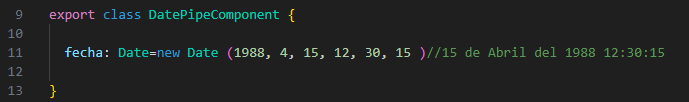 9 export class DatePipeComponent {
10
11 fecha: Date=new Date (1988, 4, 15, 12, 30, 15 )//15 de Abril del 1988 12:30:15
12
13 }